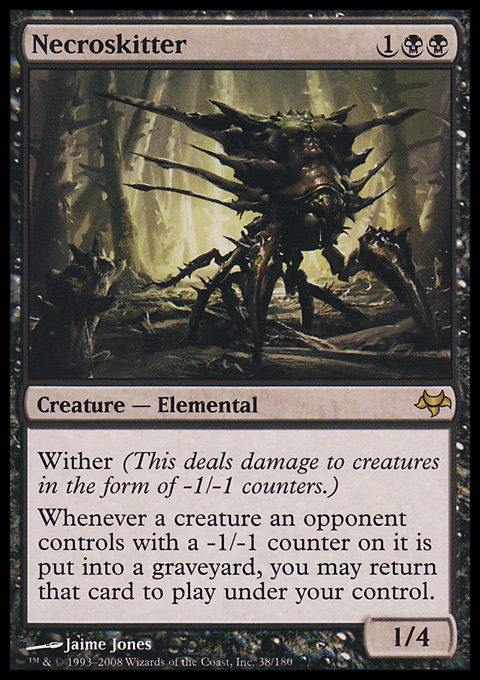 Necroskitter 1
Creature — Elemental
Wither (This deals damage to creatures
in the form of -1/-1 counters.)
Whenever a creature an opponent
controls with a -1/-1 counter on it is
put into a graveyard, you may return
that card to play under your control.
Jaime Jones
1/4
™ & © 1993–2008 Wizards of the Coast, Inc. 38/180